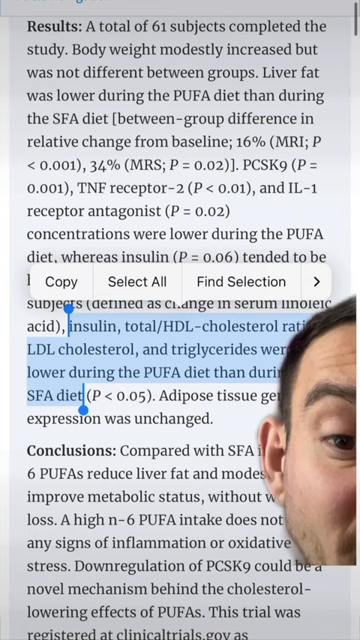 Results: A total of 61 subjects completed the
study. Body weight modestly increased but
was not different between groups. Liver fat
was lower during the PUFA diet than during
the SFA diet [between-group difference in
relative change from baseline; 16% (MRI; P
< 0.001), 34% (MRS; P = 0.02)]. PCSK9 (P =
0.001), TNF receptor-2 (P < 0.01), and IL-1
receptor antagonist (P = 0.02)
concentrations were lower during the PUFA
diet, whereas insulin (P = 0.06) tended to be
Copy Select All Find Selection
subjects (defined as change in serum linoleic
acid), insulin, total/HDL-cholesterol
LDL cholesterol, and triglycerides
lower during the PUFA diet than
SFA diet (P < 0.05). Adipose tissue
expression was unchanged.
Conclusions: Compared with SFA
6 PUFAs reduce liver fat and
improve metabolic status, without
loss. A high n-6 PUFA intake does not
any signs of inflammation or oxidative
stress. Downregulation of PCSK9 could be a
novel mechanism behind the cholesterol-
lowering effects of PUFAs. This trial was
registered at clinicaltrials.gov as